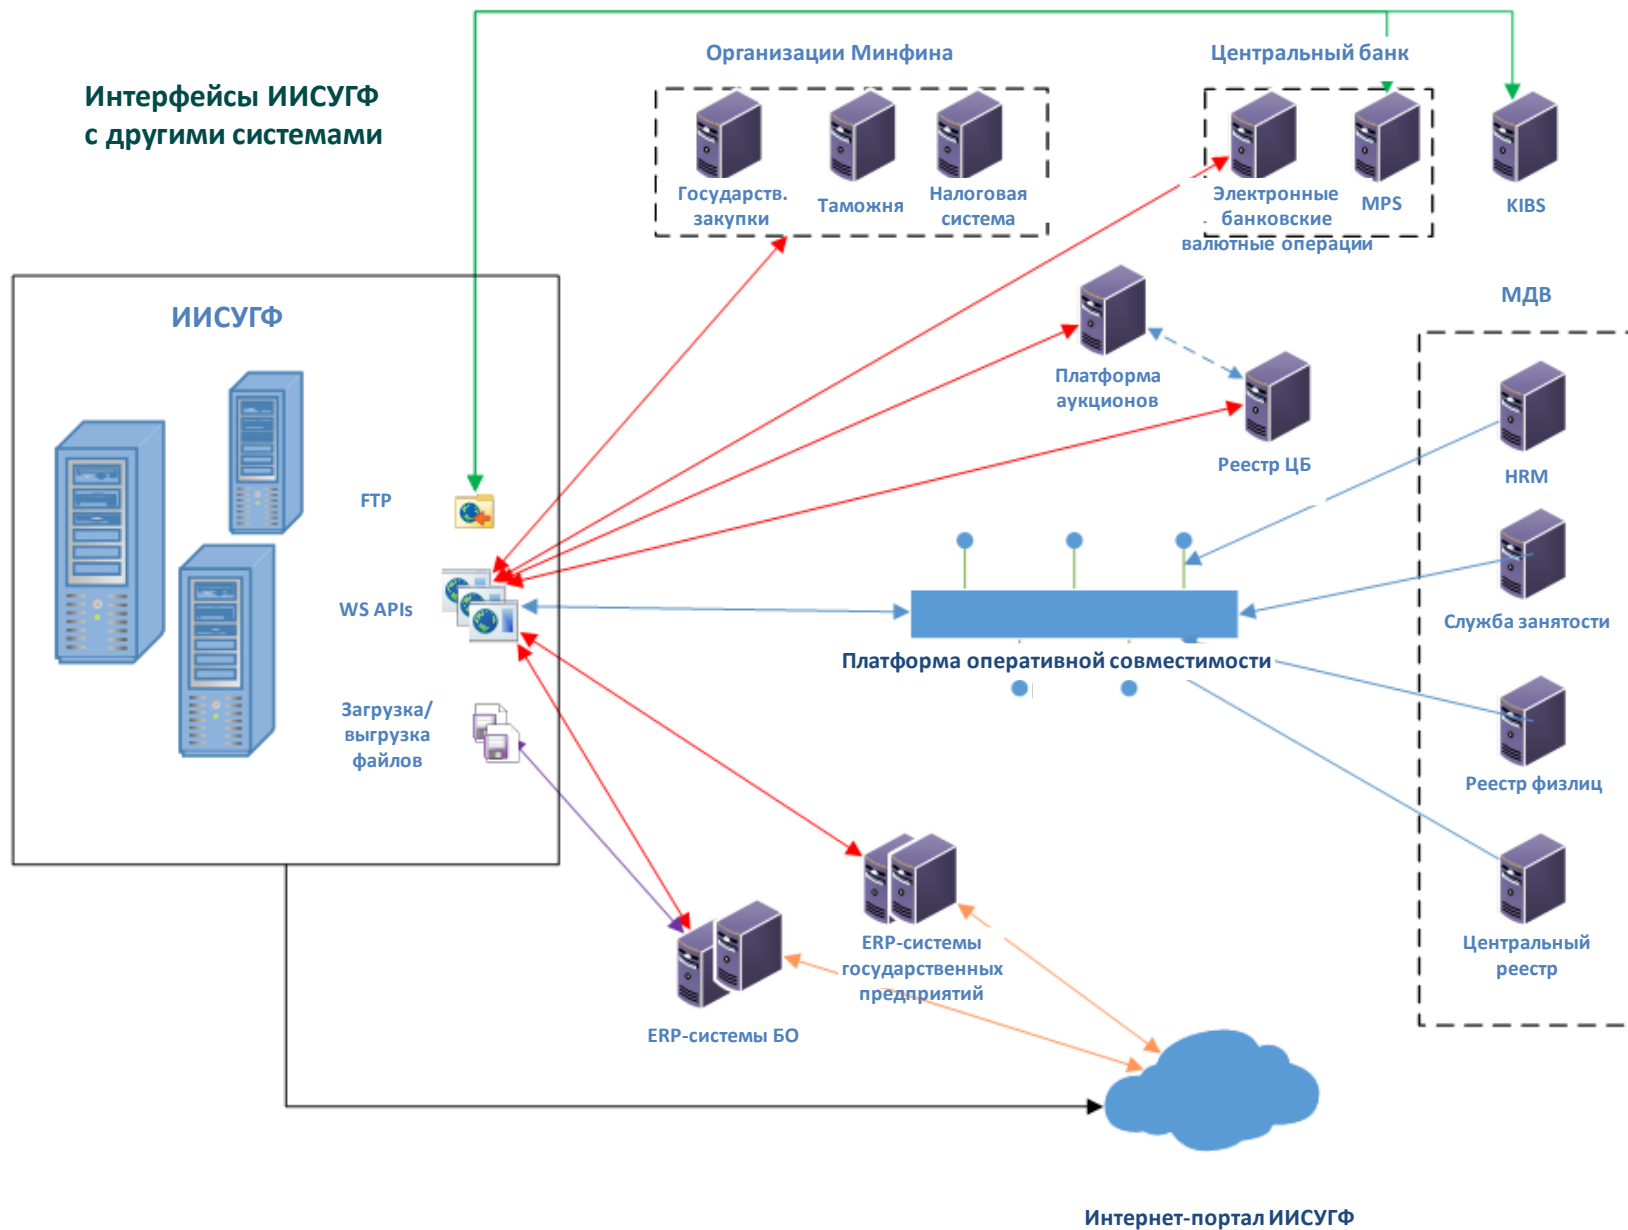 Интерфейсы ИИСУГФ
с другими системами
Организации Минфина
Центральный банк
Государств.
закупки
Таможня
Налоговая
система
Электронные
банковские
валютные операции
MPS
KIBS
ИИСУГФ
МДВ
Платформа
аукционов
Реестр ЦБ
HRM
FTP
WS APIs
Служба занятости
Платформа оперативной совместимости
Загрузка/
выгрузка
файлов
Реестр физлиц
ERP-системы
государственных
предприятий
Центральный
реестр
ERP-системы БО
Интернет-портал ИИСУГФ